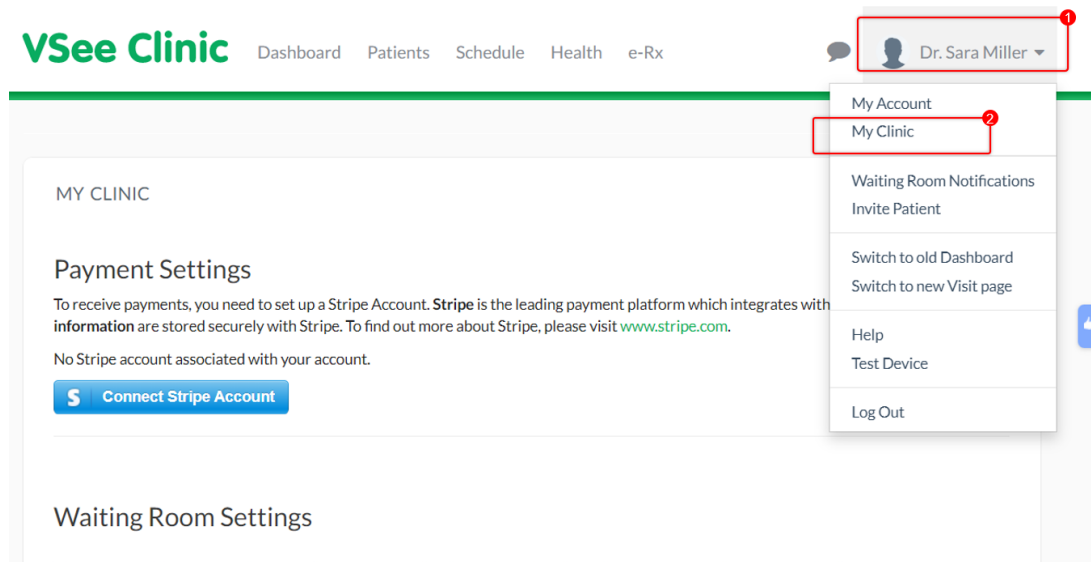 VSee Clinic Dashboard Patients Schedule Health e-Rx Dr. Sara Miller 1
My Account
My Clinic 2
Waiting Room Notifications
Invite Patient
Switch to old Dashboard
Switch to new Visit page
Help
Test Device
Log Out
MY CLINIC
Payment Settings
To receive payments, you need to set up a Stripe Account. Stripe is the leading payment platform which integrates with
information are stored securely with Stripe. To find out more about Stripe, please visit www.stripe.com.
No Stripe account associated with your account.
S Connect Stripe Account
Waiting Room Settings